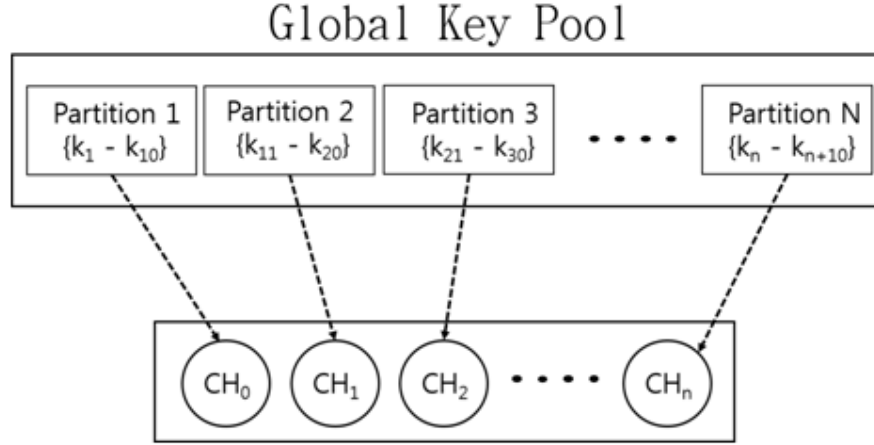 Global Key Pool
Partition 1
{k₁ - k₁₀}
Partition 2
{k₁₁ - k₂₀}
Partition 3
{k₂₁ - k₃₀}
Partition N
{kₙ - kₙ₊₁₀}
CH₀
CH₁
CH₂
CHₙ